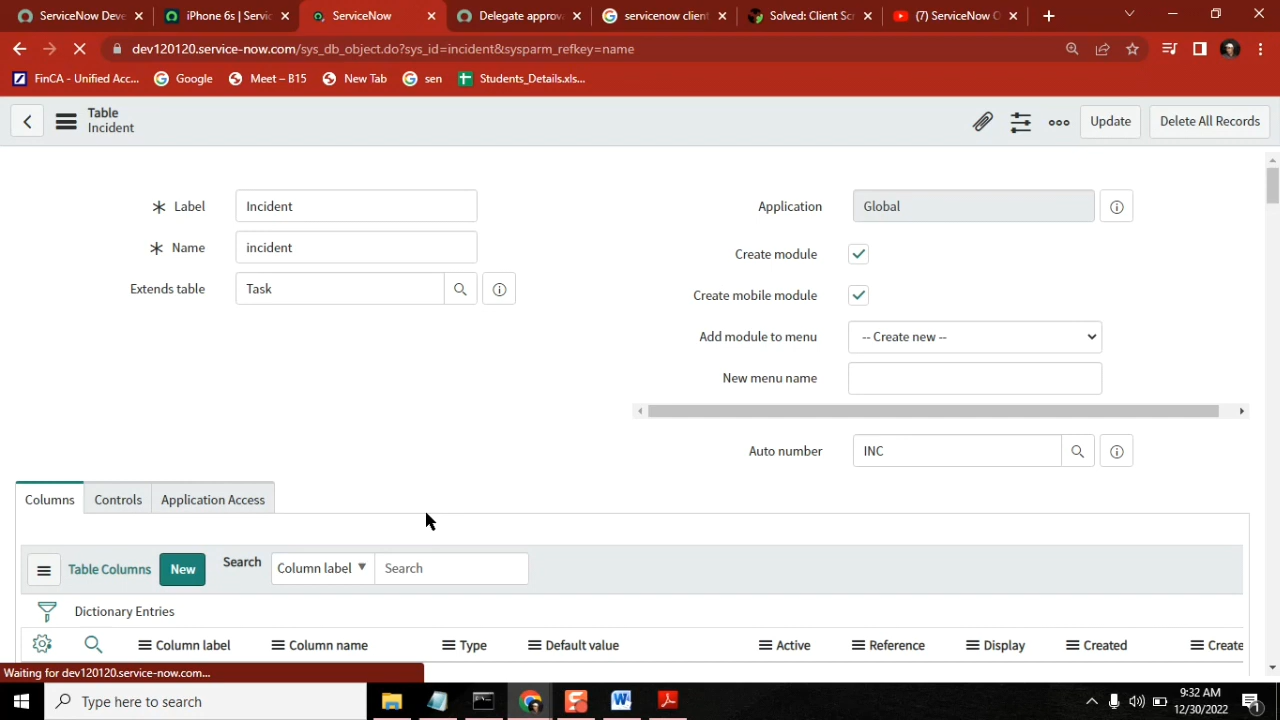 ServiceNow Deve
iPhone 6s | Servic
ServiceNow
Delegate approv
servicenow client
Solved: Client Sc
(7) ServiceNow O
dev120120.service-now.com/sys_db_object.do?sys_id=incident&sysparm_refkey=name
FinCA - Unified Acc...
Google
Meet – B15
New Tab
sen
Students_Details.xls...
Table
Incident
Update
Delete All Records
Label
Incident
Application
Global
Name
incident
Create module
Extends table
Task
Create mobile module
Add module to menu
-- Create new --
New menu name
Auto number
INC
Columns
Controls
Application Access
Table Columns
New
Search
Column label
Search
Dictionary Entries
Column label
Column name
Type
Default value
Active
Reference
Display
Created
Create
Waiting for dev120120.service-now.com...
Type here to search
9:32 AM
12/30/2022
1